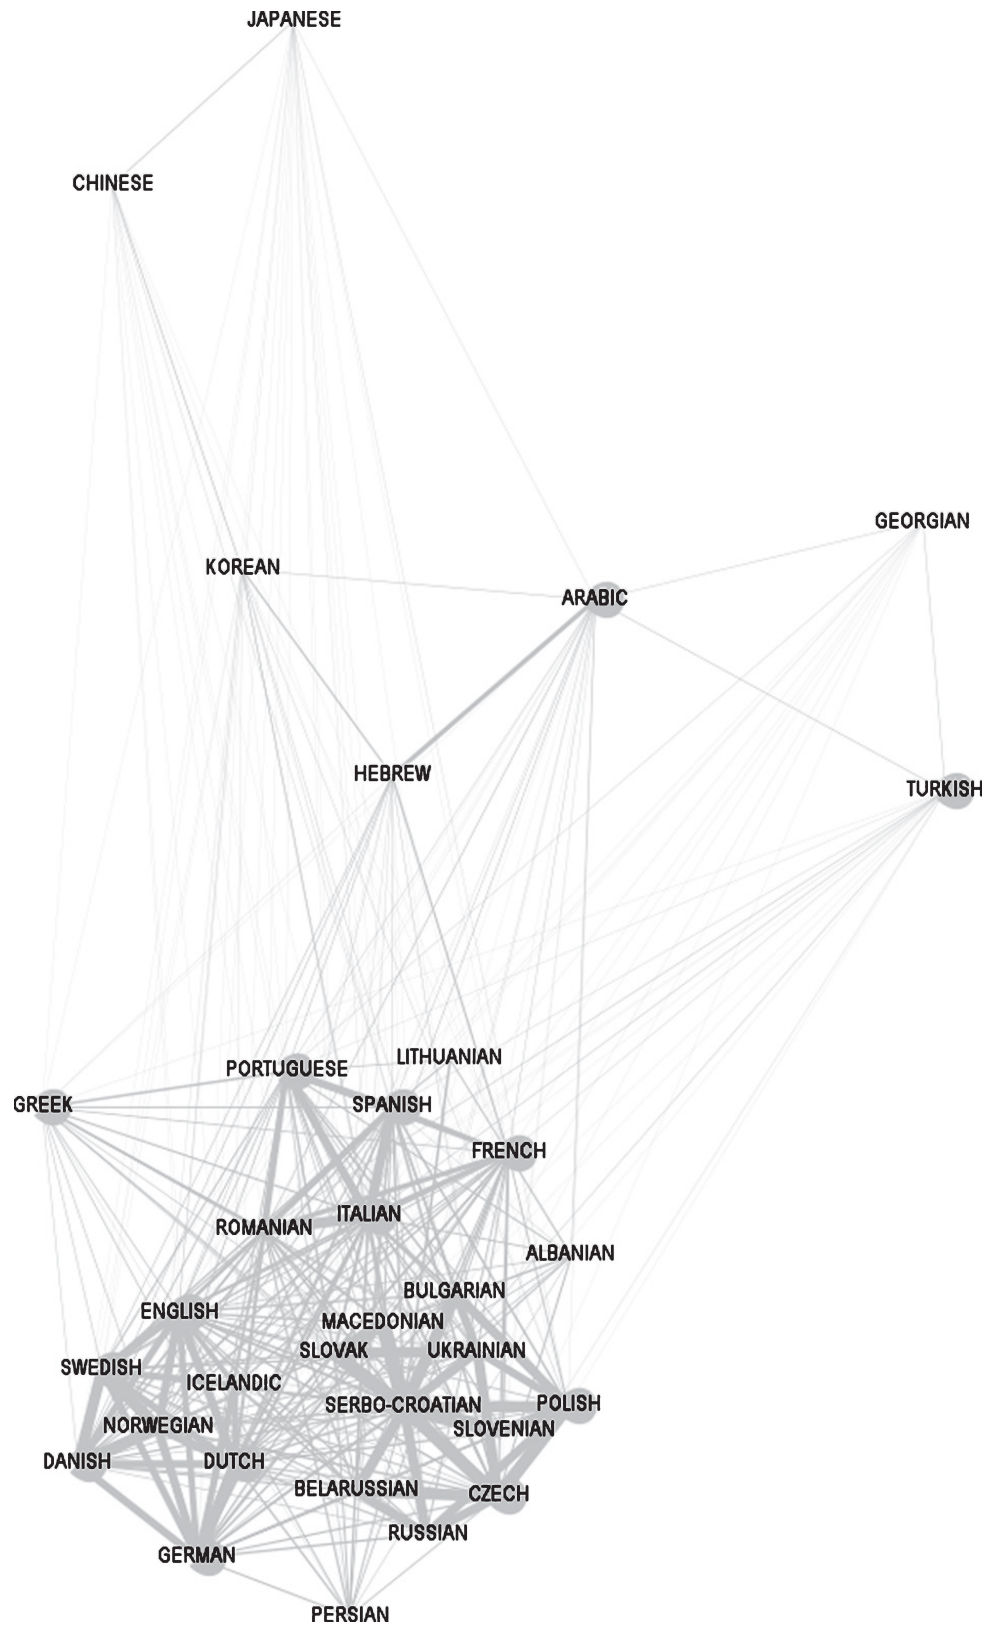 JAPANESE
CHINESE
GEORGIAN
KOREAN
ARABIC
HEBREW
TURKISH
LITHUANIAN
PORTUGUESE
GREEK
SPANISH
FRENCH
ITALIAN
ROMANIAN
ALBANIAN
BULGARIAN
ENGLISH
MACEDONIAN
SLOVAK
UKRAINIAN
SWEDISH
ICELANDIC
SERBO-CROATIAN
POLISH
NORWEGIAN
SLOVENIAN
DANISH
DUTCH
BELARUSSIAN
CZECH
RUSSIAN
GERMAN
PERSIAN